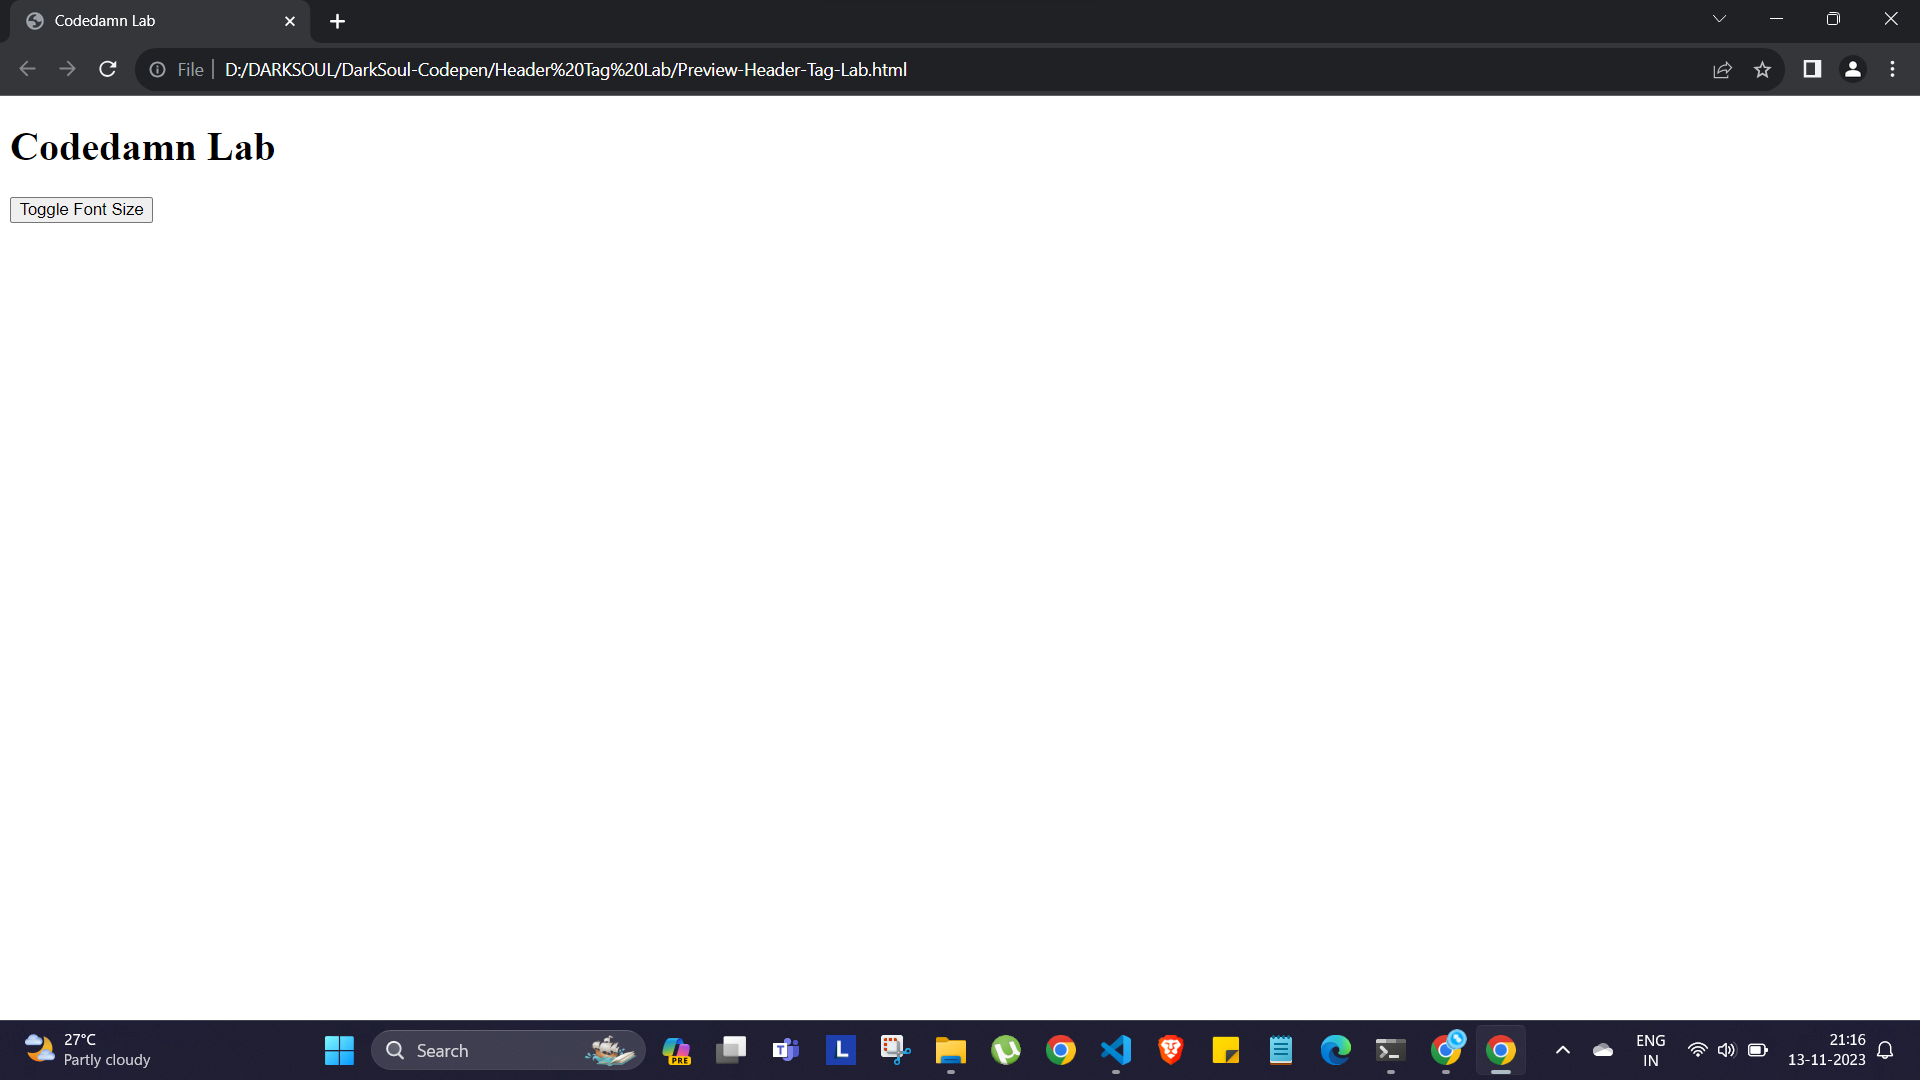 Codedamn Lab
File
D:/DARKSOUL/DarkSoul-Codepen/Header%20Tag%20Lab/Preview-Header-Tag-Lab.html
Codedamn Lab
Toggle Font Size
27°C
Partly cloudy
Search
PRE
T
L
ENG
IN
21:16
13-11-2023